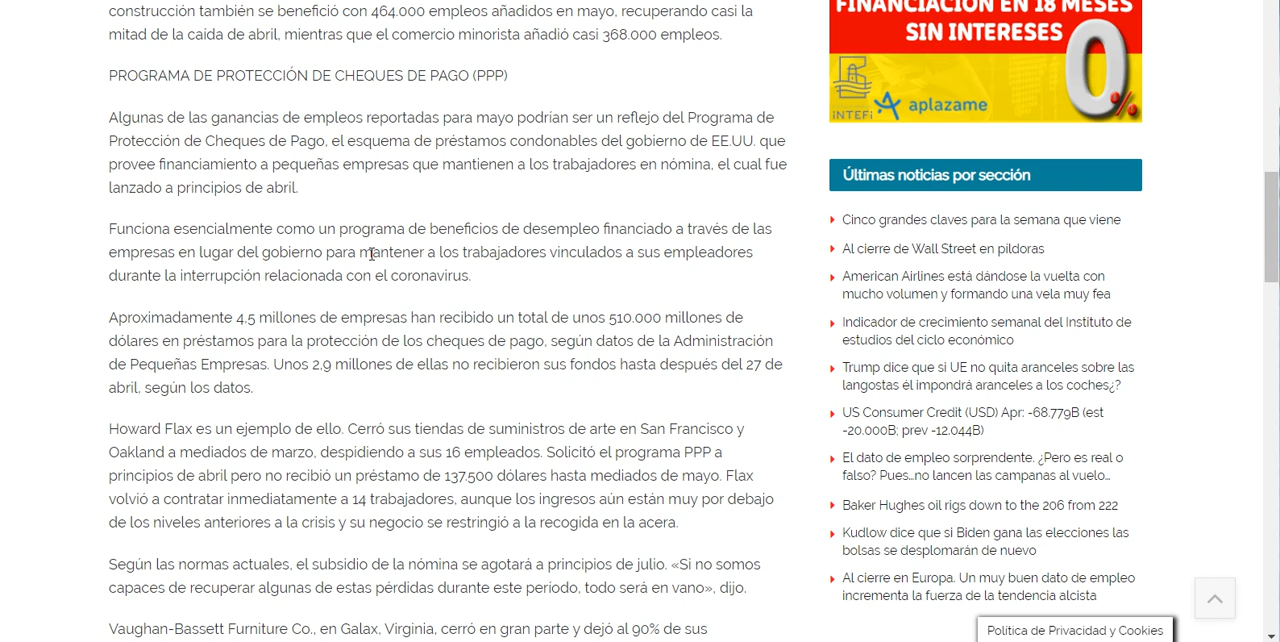 construcción también se benefició con 464.000 empleos añadidos en mayo, recuperando casi la
mitad de la caída de abril, mientras que el comercio minorista añadió casi 368.000 empleos.
PROGRAMA DE PROTECCIÓN DE CHEQUES DE PAGO (PPP)
Algunas de las ganancias de empleos reportadas para mayo podrían ser un reflejo del Programa de
Protección de Cheques de Pago, el esquema de préstamos condonables del gobierno de EE.UU. que
provee financiamiento a pequeñas empresas que mantienen a los trabajadores en nómina, el cual fue
lanzado a principios de abril.
Funciona esencialmente como un programa de beneficios de desempleo financiado a través de las
empresas en lugar del gobierno para mantener a los trabajadores vinculados a sus empleadores
durante la interrupción relacionada con el coronavirus.
Aproximadamente 4,5 millones de empresas han recibido un total de unos 510.000 millones de
dólares en préstamos para la protección de los cheques de pago, según datos de la Administración
de Pequeñas Empresas. Unos 2,9 millones de ellas no recibieron sus fondos hasta después del 27 de
abril, según los datos.
Howard Flax es un ejemplo de ello. Cerró sus tiendas de suministros de arte en San Francisco y
Oakland a mediados de marzo, despidiendo a sus 16 empleados. Solicitó el programa PPP a
principios de abril pero no recibió un préstamo de 137.500 dólares hasta mediados de mayo. Flax
volvió a contratar inmediatamente a 14 trabajadores, aunque los ingresos aún están muy por debajo
de los niveles anteriores a la crisis y su negocio se restringió a la recogida en la acera.
Según las normas actuales, el subsidio de la nómina se agotará a principios de julio. «Si no somos
capaces de recuperar algunas de estas pérdidas durante este período, todo será en vano», dijo.
Vaughan-Bassett Furniture Co., en Galax, Virginia, cerró en gran parte y dejó al 90% de sus
FINANCIACIÓN EN 18 MESES
SIN INTERESES
0%
INTEFi
aplazame
Últimas noticias por sección
Cinco grandes claves para la semana que viene
Al cierre de Wall Street en píldoras
American Airlines está dándose la vuelta con
mucho volumen y formando una vela muy fea
Indicador de crecimiento semanal del Instituto de
estudios del ciclo económico
Trump dice que si UE no quita aranceles sobre las
langostas él impondrá aranceles a los coches¿?
US Consumer Credit (USD) Apr: -68.779B (est
-20.000B; prev -12.044B)
El dato de empleo sorprendente. ¿Pero es real o
falso? Pues…no lancen las campanas al vuelo…
Baker Hughes oil rigs down to the 206 from 222
Kudlow dice que si Biden gana las elecciones las
bolsas se desplomarán de nuevo
Al cierre en Europa. Un muy buen dato de empleo
incrementa la fuerza de la tendencia alcista
Política de Privacidad y Cookies